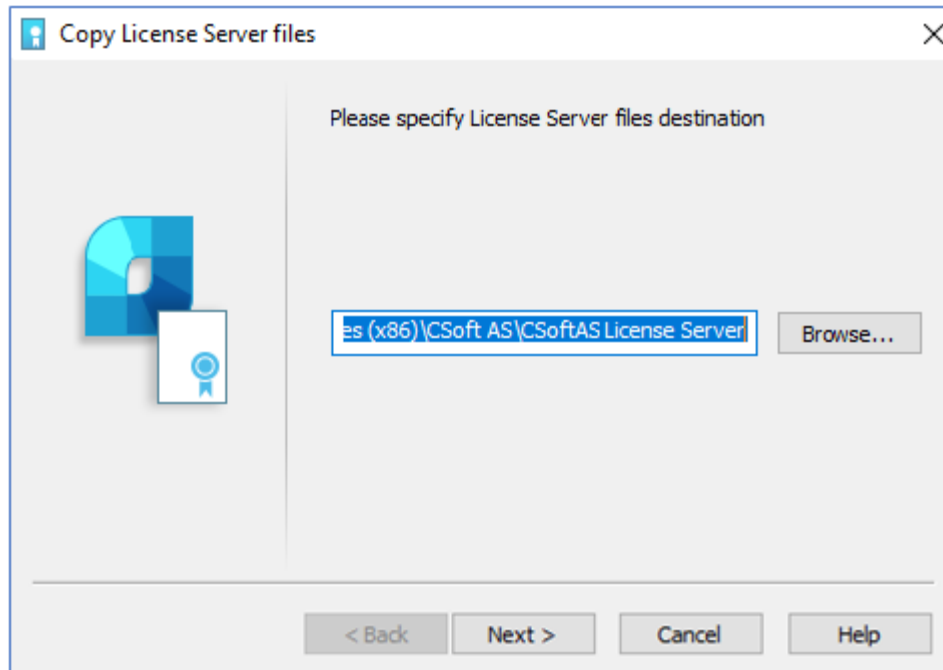 Copy License Server files
Please specify License Server files destination
es (x86)\CSoft AS\CSoftAS License Server
Browse...
< Back
Next >
Cancel
Help